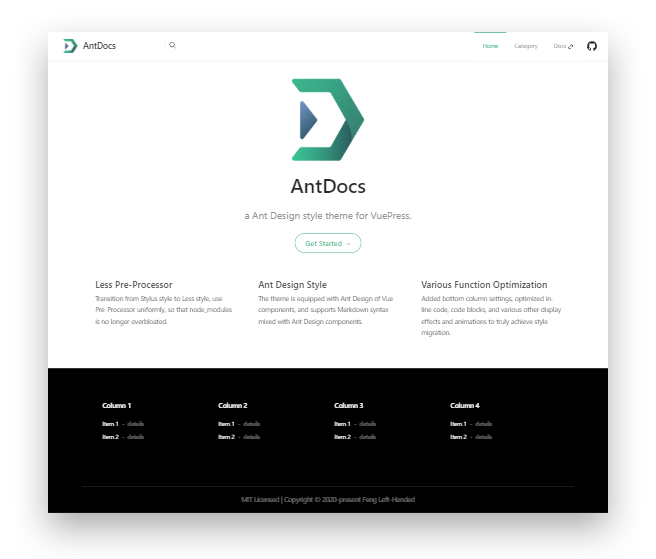 AntDocs
Home
Category
Docs
AntDocs
a Ant Design style theme for VuePress.
Get Started →
Less Pre-Processor
Transition from Stylus style to Less style, use
Pre-Processor uniformly, so that node_modules
is no longer overbloated.
Ant Design Style
The theme is equipped with Ant Design of Vue
components, and supports Markdown syntax
mixed with Ant Design components.
Various Function Optimization
Added bottom column settings, optimized in-
line code, code blocks, and various other display
effects and animations to truly achieve style
migration.
Column 1
Item 1 - details
Item 2 - details
Column 2
Item 1 - details
Item 2 - details
Column 3
Item 1 - details
Item 2 - details
Column 4
Item 1 - details
Item 2 - details
MIT Licensed | Copyright © 2020-present Feng Left-Handed